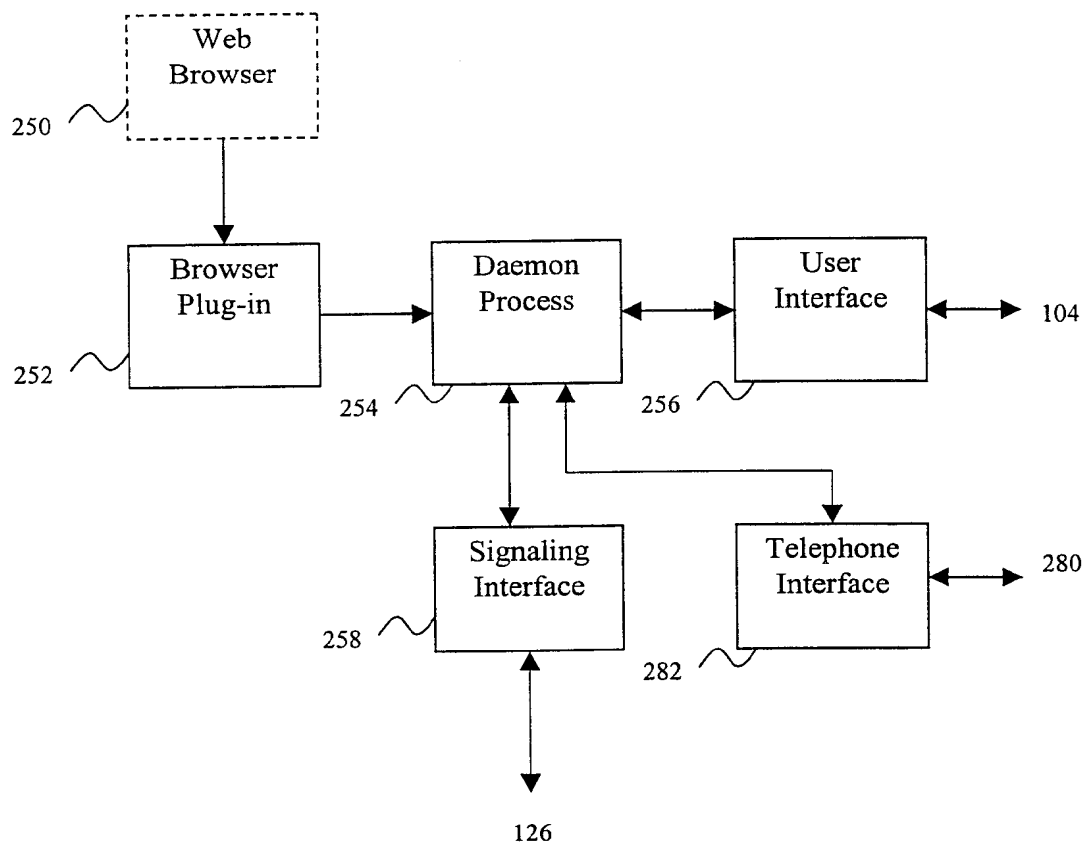 Web
Browser
250
Browser
Plug-in
252
Daemon
Process
254
User
Interface
256
104
Signaling
Interface
258
Telephone
Interface
282
280
126